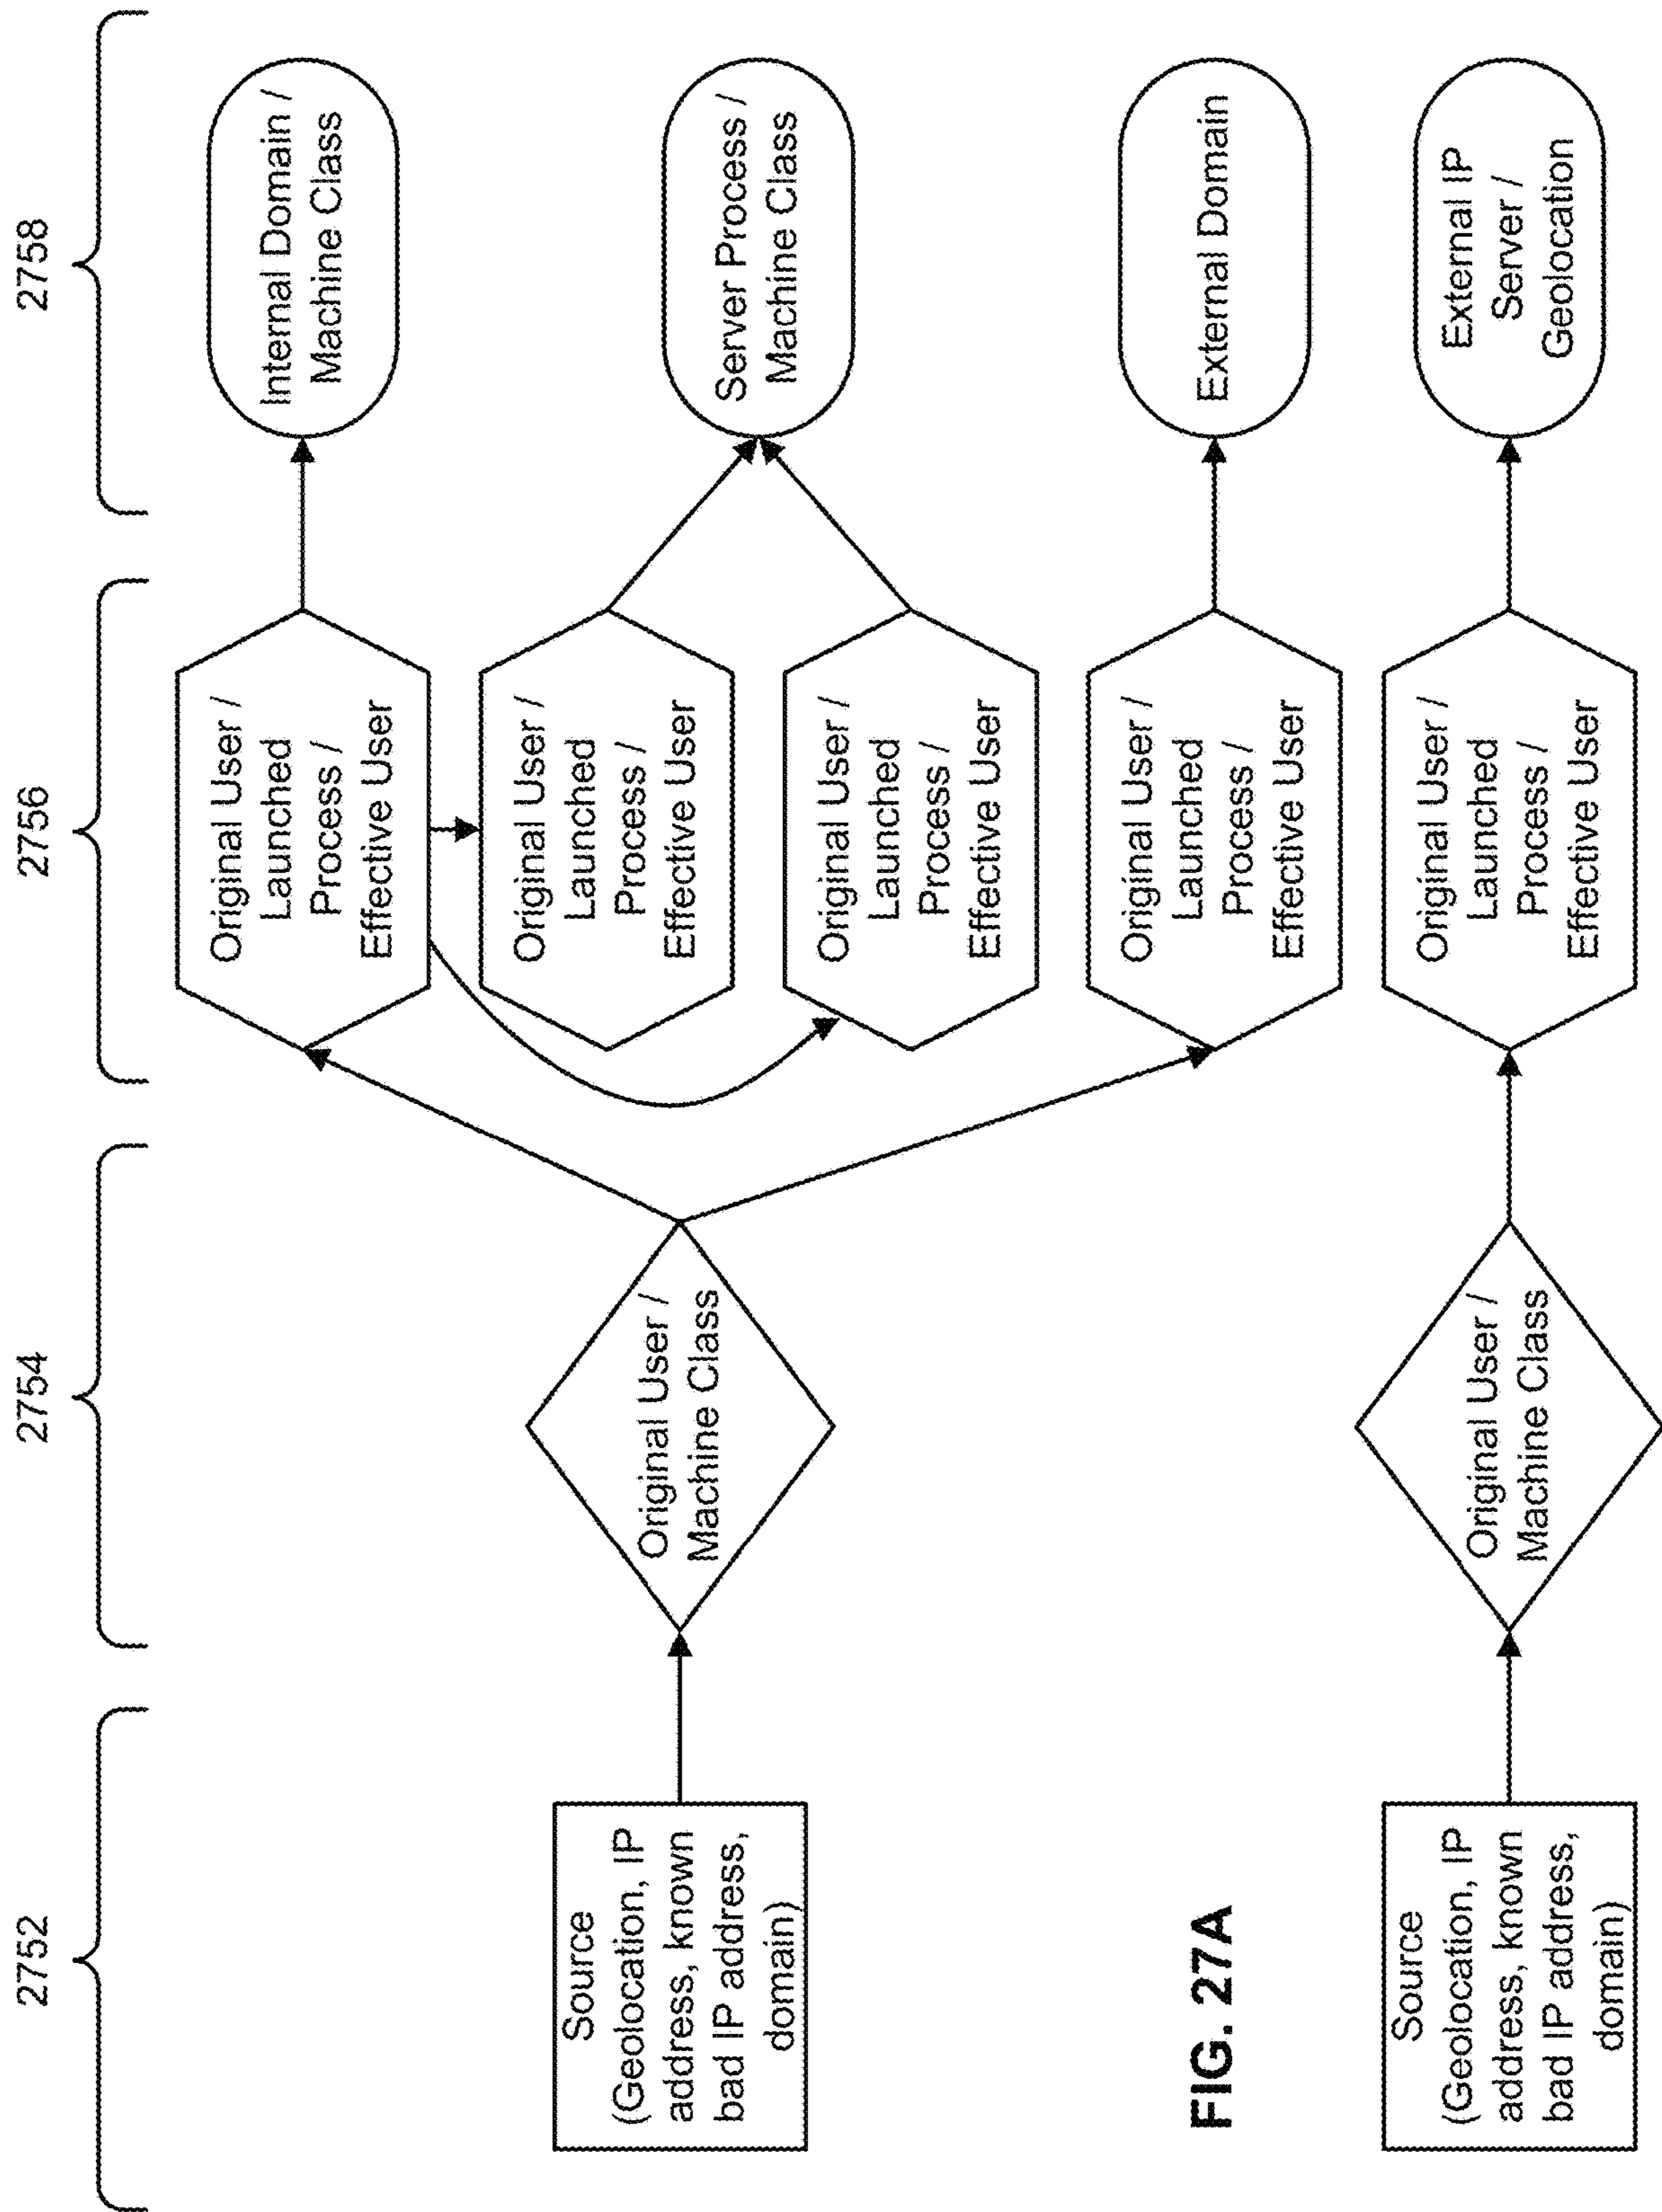 2752
2754
2756
2758
Source
(Geolocation, IP
address, known
bad IP address,
domain)
Original User /
Machine Class
Original User /
Launched
Process /
Effective User
Internal Domain /
Machine Class
Original User /
Launched
Process /
Effective User
Original User /
Launched
Process /
Effective User
Server Process /
Machine Class
Original User /
Launched
Process /
Effective User
External Domain
FIG. 27A
Source
(Geolocation, IP
address, known
bad IP address,
domain)
Original User /
Machine Class
Original User /
Launched
Process /
Effective User
External IP
Server /
Geolocation